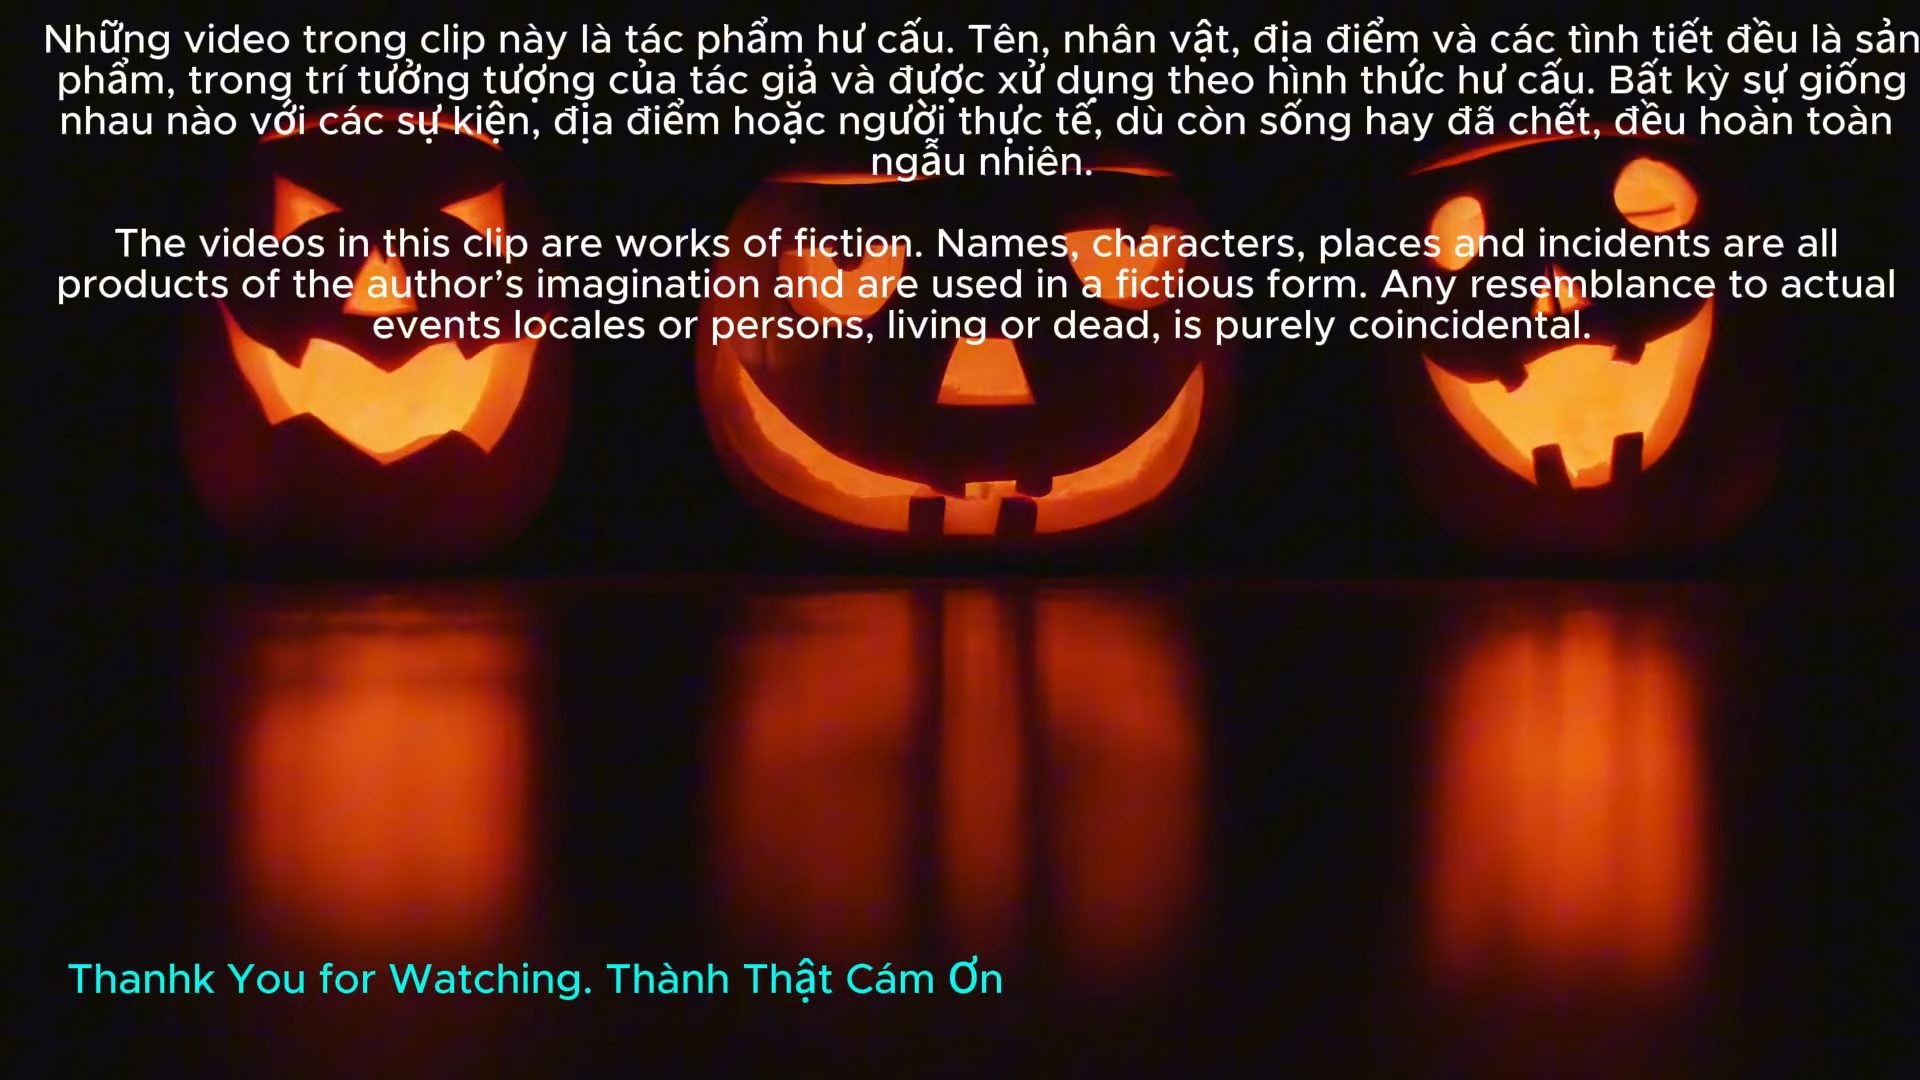 Những video trong clip này là tác phẩm hư cấu. Tên, nhân vật, địa điểm và các tình tiết đều là sản
phẩm, trong trí tưởng tượng của tác giả và được xử dụng theo hình thức hư cấu. Bất kỳ sự giống
nhau nào với các sự kiện, địa điểm hoặc người thực tế, dù còn sống hay đã chết, đều hoàn toàn
ngẫu nhiên.
The videos in this clip are works of fiction. Names, characters, places and incidents are all
products of the author’s imagination and are used in a fictious form. Any resemblance to actual
events locales or persons, living or dead, is purely coincidental.
Thanhk You for Watching. Thành Thật Cám Ơn